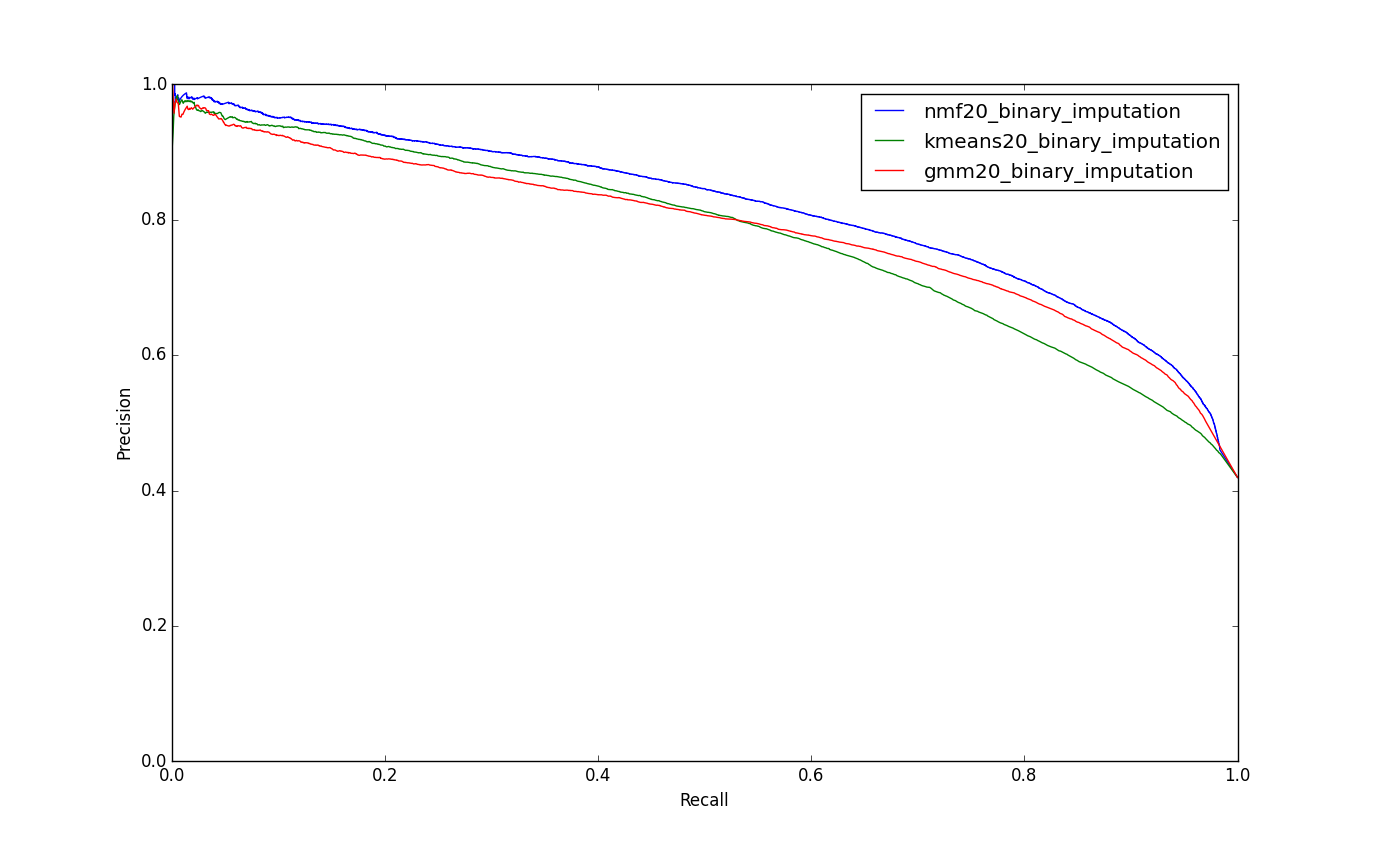 1.0
nmf20_binary_imputation
kmeans20_binary_imputation
gmm20_binary_imputation
0.8
0.6
Precision
0.4
0.2
0.0
0.0 0.2 0.4 0.6 0.8 1.0
Recall